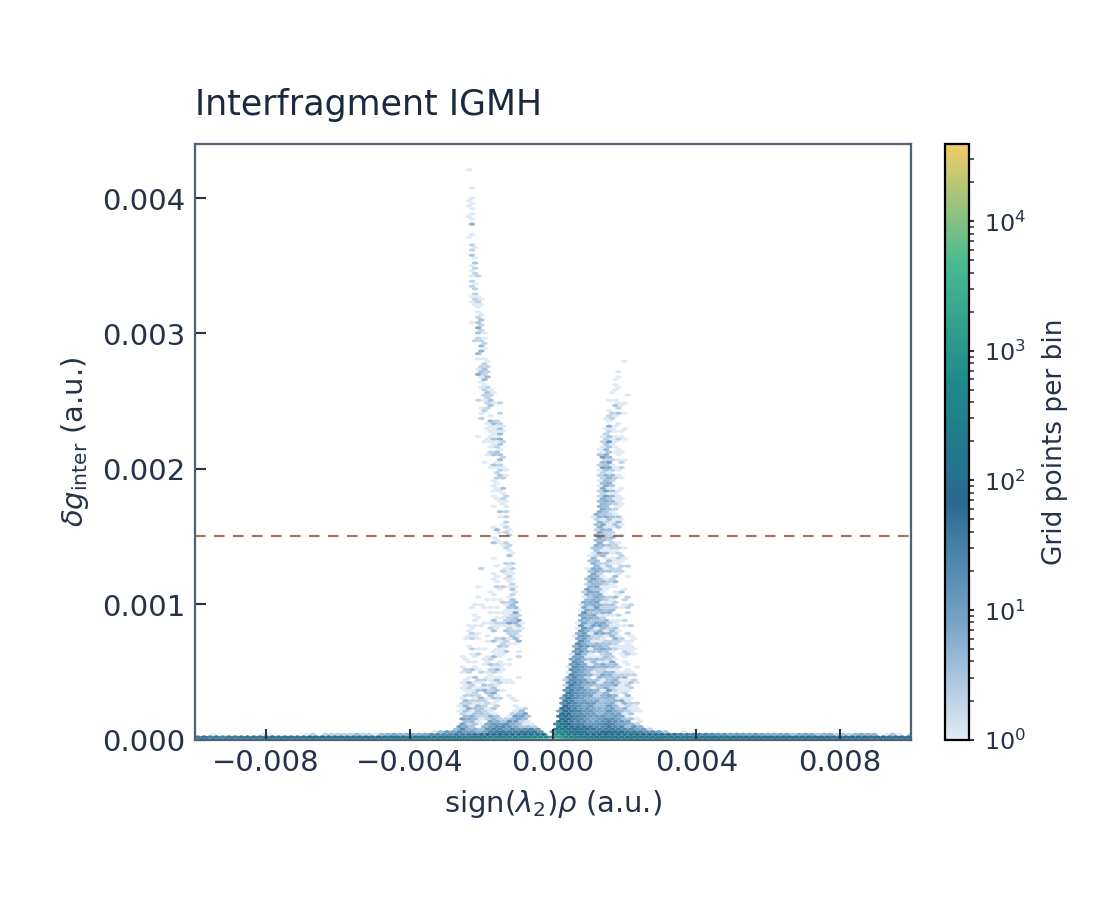 Interfragment IGMH
0.004
0.003
0.002
0.001
0.000
δg_inter (a.u.)
−0.008 −0.004 0.000 0.004 0.008
sign(λ₂)ρ (a.u.)
10⁴
10³
10²
10¹
10⁰
Grid points per bin